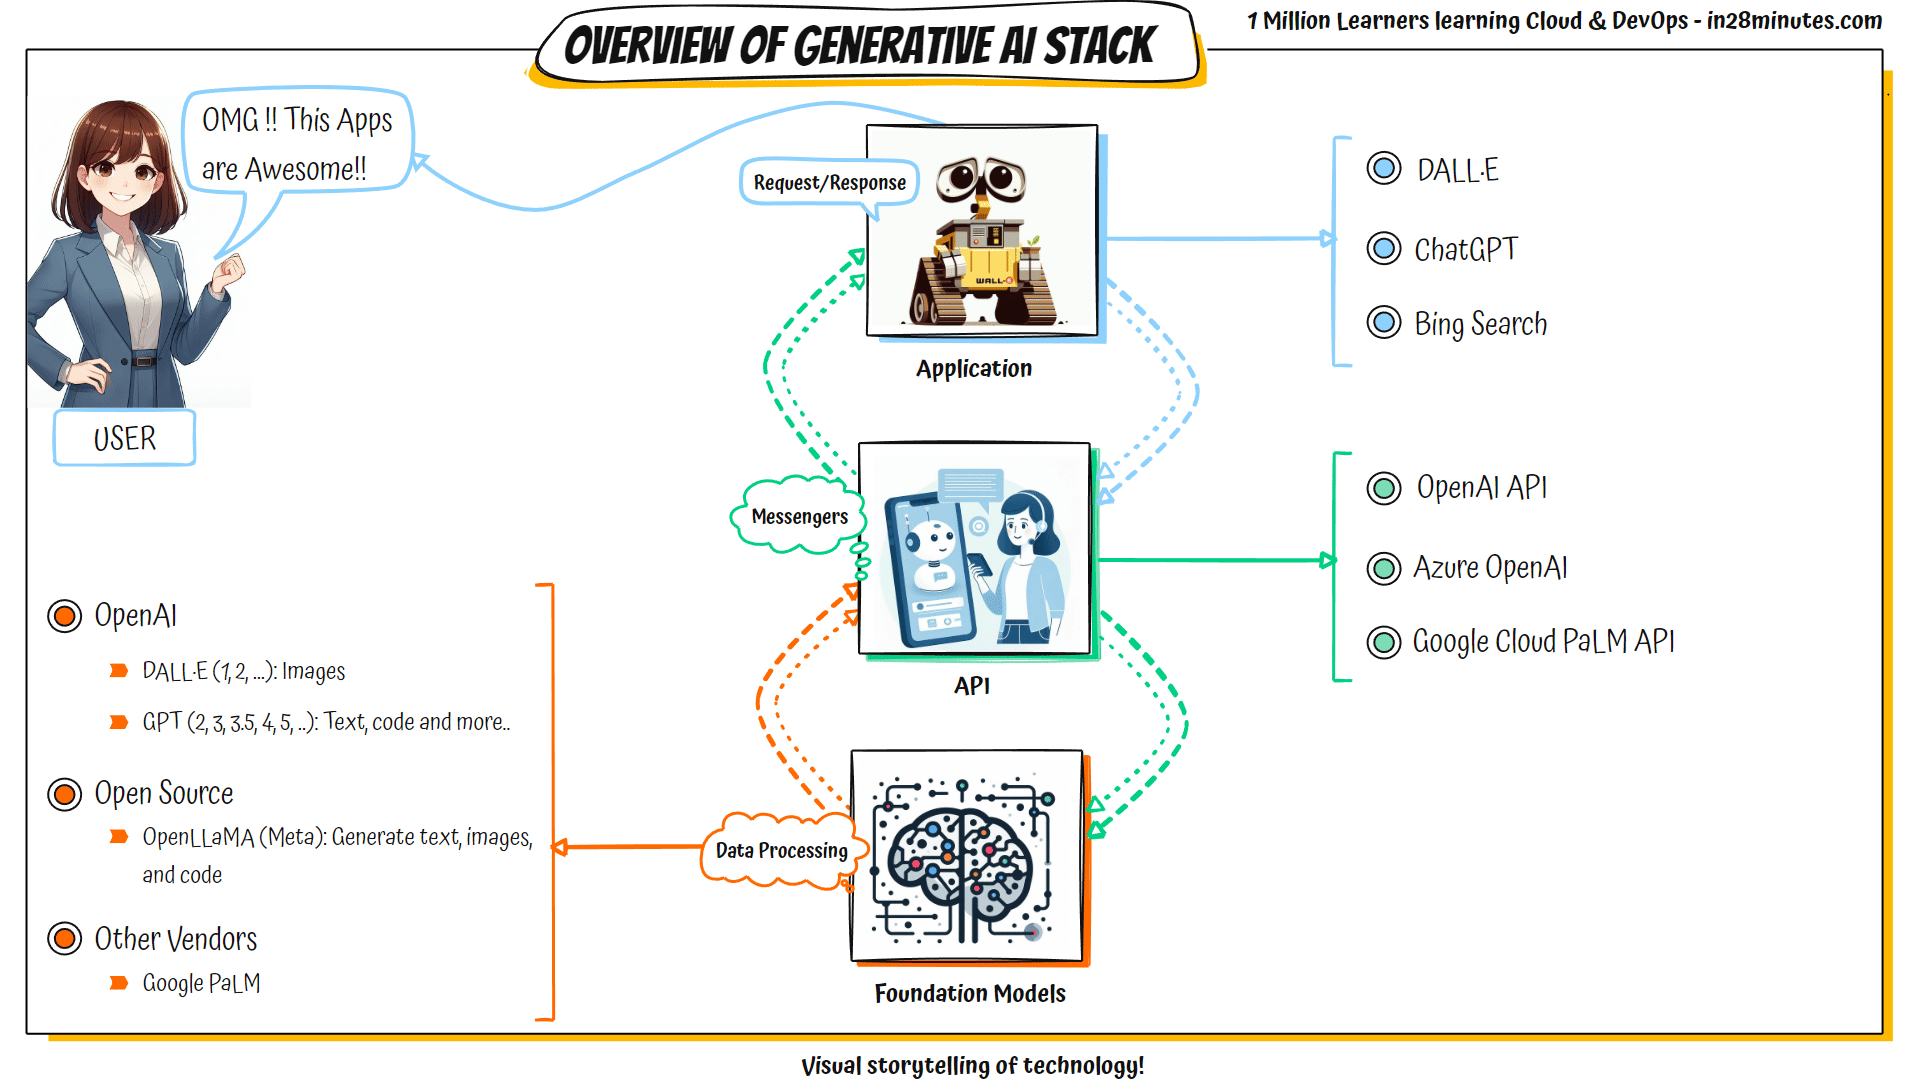 1 Million Learners learning Cloud & DevOps - in28minutes.com
OVERVIEW OF GENERATIVE AI STACK
OMG !! This Apps
are Awesome!!
USER
Request/Response
WALL-
Application
DALL·E
ChatGPT
Bing Search
Messengers
API
OpenAI API
Azure OpenAI
Google Cloud PaLM API
OpenAI
DALL·E (1, 2, ...): Images
GPT (2, 3, 3.5, 4, 5, ..): Text, code and more..
Open Source
OpenLLaMA (Meta): Generate text, images,
and code
Other Vendors
Google PaLM
Data Processing
Foundation Models
Visual storytelling of technology!